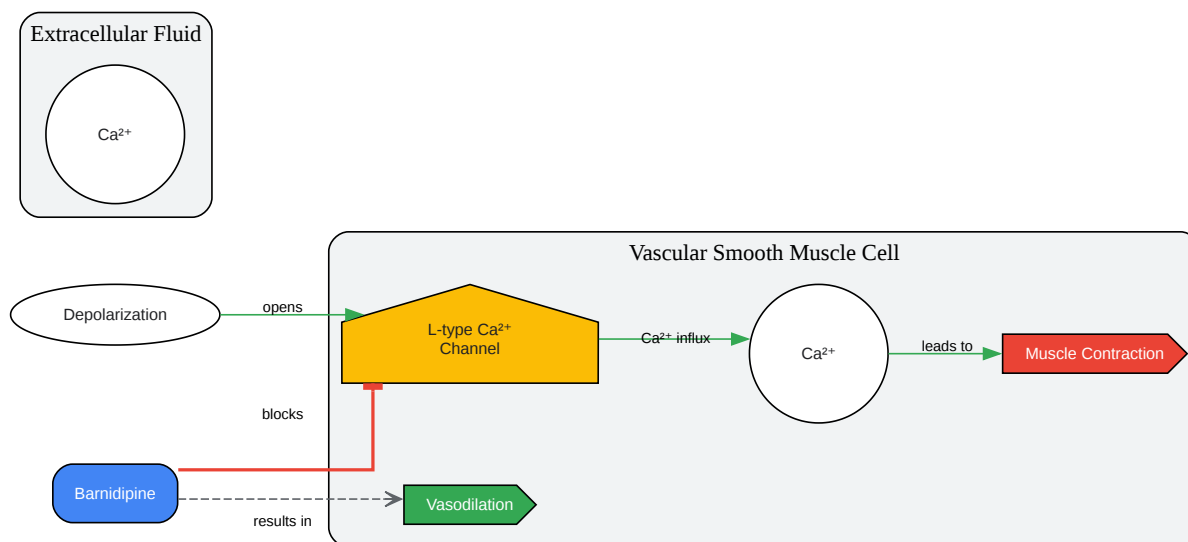 Extracellular Fluid
Ca²⁺
Vascular Smooth Muscle Cell
Depolarization
opens
L-type Ca²⁺
Channel
Ca²⁺ influx
Ca²⁺
leads to
Muscle Contraction
blocks
Barnidipine
results in
Vasodilation